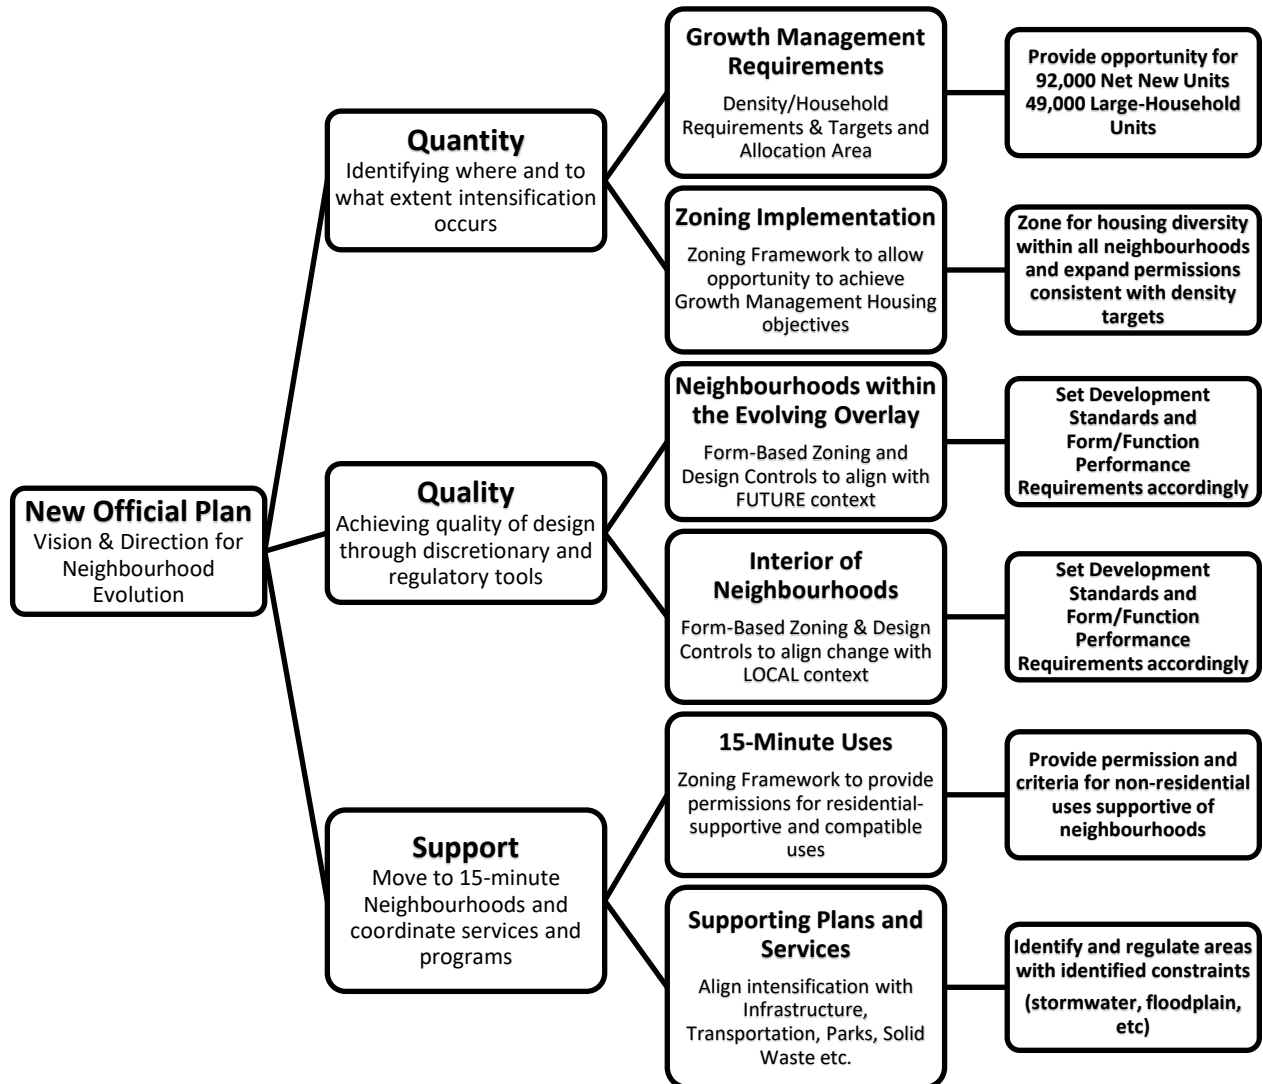 New Official Plan
Vision & Direction for
Neighbourhood
Evolution
Quantity
Identifying where and to
what extent intensification
occurs
Growth Management
Requirements
Density/Household
Requirements & Targets and
Allocation Area
Provide opportunity for
92,000 Net New Units
49,000 Large-Household
Units
Zoning Implementation
Zoning Framework to allow
opportunity to achieve
Growth Management Housing
objectives
Zone for housing diversity
within all neighbourhoods
and expand permissions
consistent with density
targets
Quality
Achieving quality of design
through discretionary and
regulatory tools
Neighbourhoods within
the Evolving Overlay
Form-Based Zoning and
Design Controls to align with
FUTURE context
Set Development
Standards and
Form/Function
Performance
Requirements accordingly
Interior of
Neighbourhoods
Form-Based Zoning & Design
Controls to align change with
LOCAL context
Set Development
Standards and
Form/Function
Performance
Requirements accordingly
Support
Move to 15-minute
Neighbourhoods and
coordinate services and
programs
15-Minute Uses
Zoning Framework to provide
permissions for residential-
supportive and compatible
uses
Provide permission and
criteria for non-residential
uses supportive of
neighbourhoods
Supporting Plans and
Services
Align intensification with
Infrastructure,
Transportation, Parks, Solid
Waste etc.
Identify and regulate areas
with identified constraints
(stormwater, floodplain,
etc)